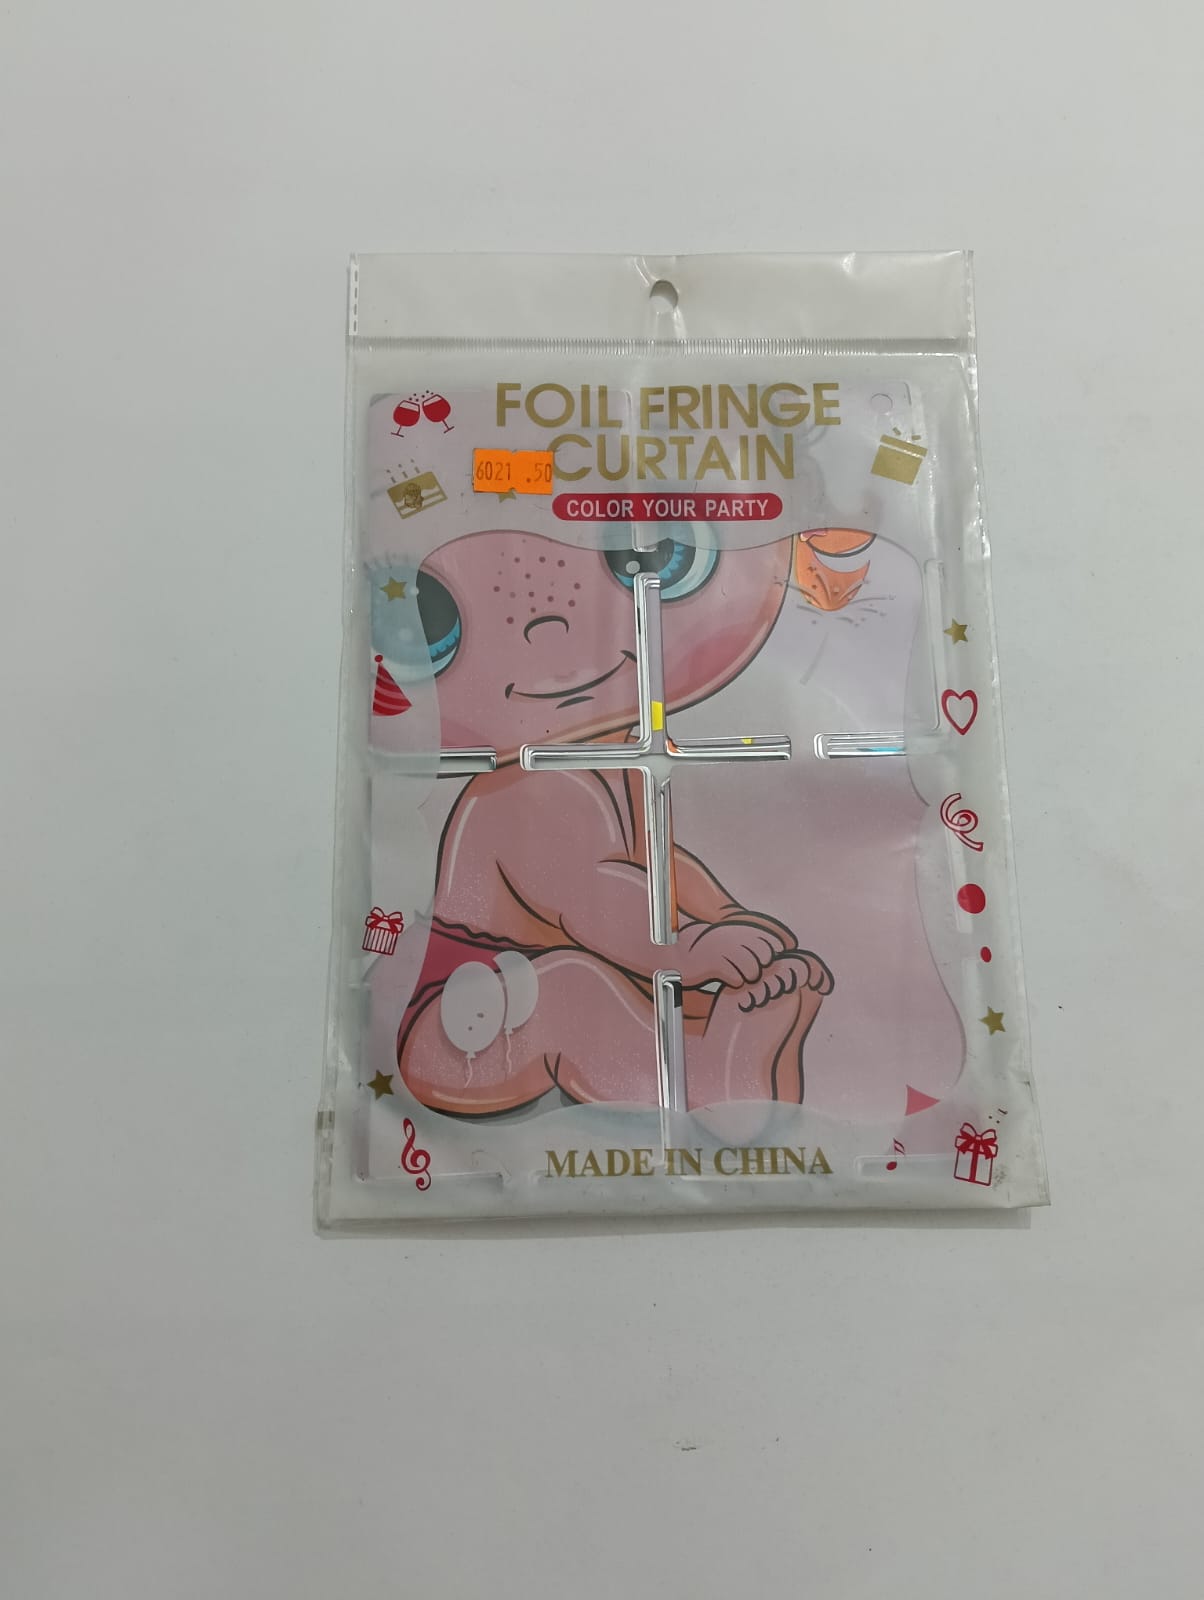 FOIL FRINGE
CURTAIN
6021 .50
COLOR YOUR PARTY
MADE IN CHINA